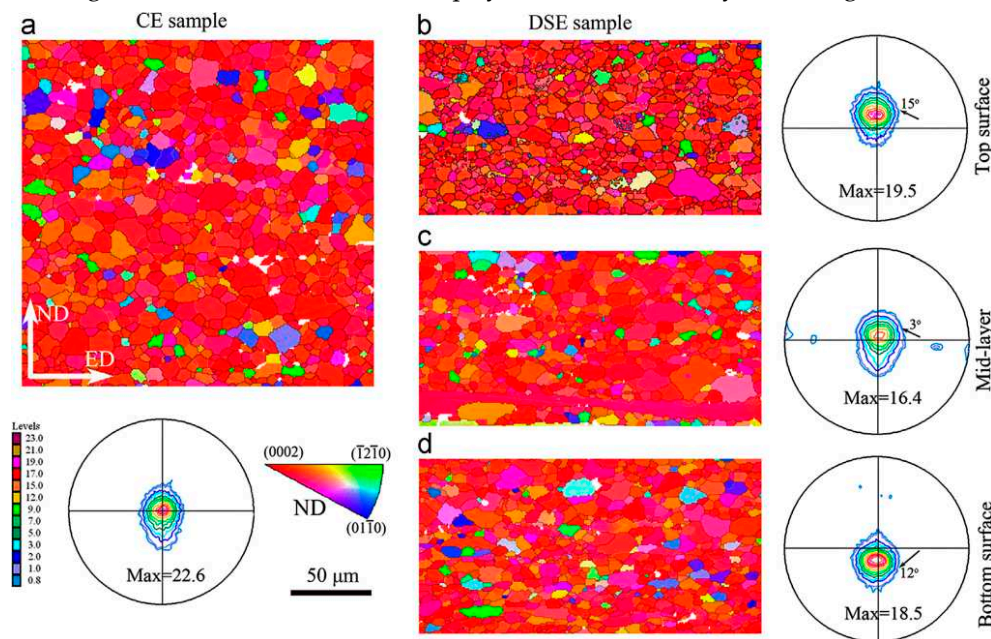 CE sample
DSE sample
a
b
c
d
ND
ED
15°
Max=19.5
Top surface
3°
Max=16.4
Mid-layer
12°
Max=18.5
Bottom surface
Levels
23.0
21.0
19.0
17.0
15.0
12.0
9.0
7.0
5.0
3.0
2.0
1.0
0.8
Max=22.6
(0002)
(1̅21̅0)
ND
(011̅0)
50 μm